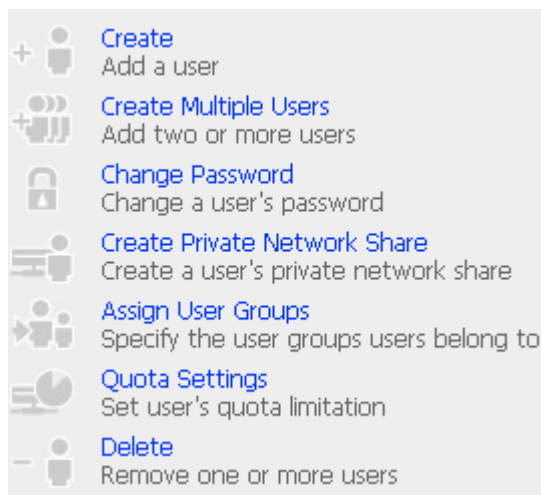 Create
Add a user
Create Multiple Users
Add two or more users
Change Password
Change a user's password
Create Private Network Share
Create a user's private network share
Assign User Groups
Specify the user groups users belong to
Quota Settings
Set user's quota limitation
Delete
Remove one or more users